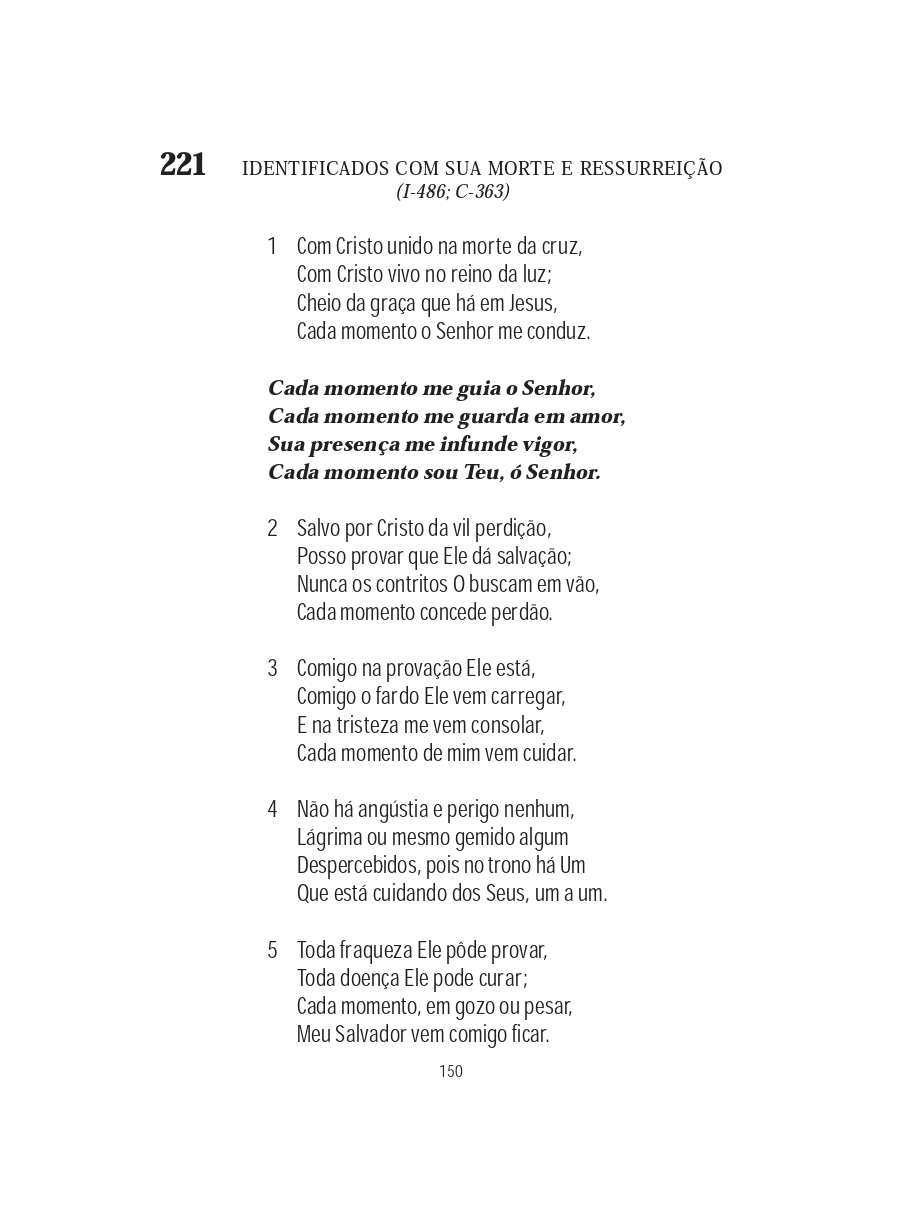 221 IDENTIFICADOS COM SUA MORTE E RESSURREIÇÃO
(I-486; C-363)
1 Com Cristo unido na morte da cruz,
Com Cristo vivo no reino da luz;
Cheio da graça que há em Jesus,
Cada momento o Senhor me conduz.
Cada momento me guia o Senhor,
Cada momento me guarda em amor,
Sua presença me infunde vigor,
Cada momento sou Teu, ó Senhor.
2 Salvo por Cristo da vil perdição,
Posso provar que Ele dá salvação;
Nunca os contritos O buscam em vão,
Cada momento concede perdão.
3 Comigo na provação Ele está,
Comigo o fardo Ele vem carregar,
E na tristeza me vem consolar,
Cada momento de mim vem cuidar.
4 Não há angústia e perigo nenhum,
Lágrima ou mesmo gemido algum
Despercebidos, pois no trono há Um
Que está cuidando dos Seus, um a um.
5 Toda fraqueza Ele pôde provar,
Toda doença Ele pode curar;
Cada momento, em gozo ou pesar,
Meu Salvador vem comigo ficar.
150